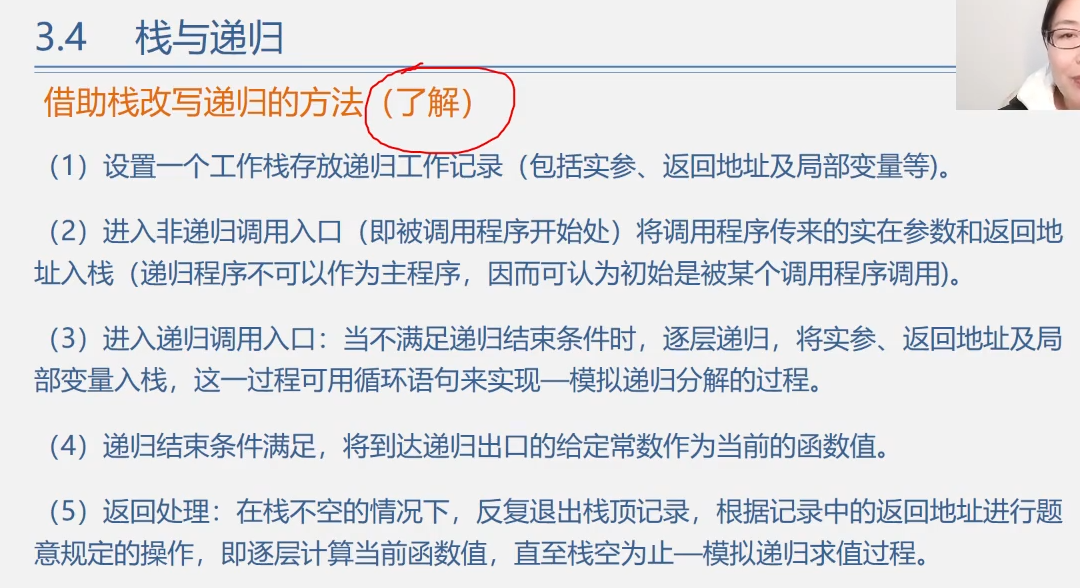 3.4 栈与递归
借助栈改写递归的方法（了解）
（1）设置一个工作栈存放递归工作记录（包括实参、返回地址及局部变量等)。
（2）进入非递归调用入口（即被调用程序开始处）将调用程序传来的实在参数和返回地
址入栈（递归程序不可以作为主程序，因而可认为初始是被某个调用程序调用)。
（3）进入递归调用入口：当不满足递归结束条件时，逐层递归，将实参、返回地址及局
部变量入栈，这一过程可用循环语句来实现—模拟递归分解的过程。
（4）递归结束条件满足，将到达递归出口的给定常数作为当前的函数值。
（5）返回处理：在栈不空的情况下，反复退出栈顶记录，根据记录中的返回地址进行题
意规定的操作，即逐层计算当前函数值，直至栈空为止—模拟递归求值过程。